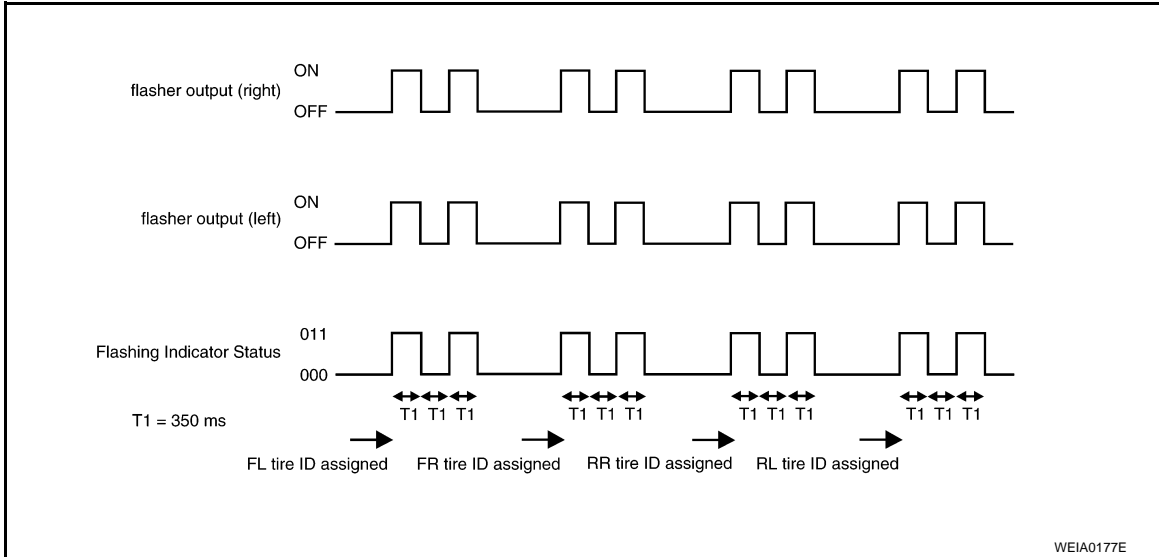 ON
flasher output (right)
OFF
ON
flasher output (left)
OFF
011
Flashing Indicator Status
000
T1 T1 T1 T1 T1 T1 T1 T1 T1 T1 T1 T1
T1 = 350 ms
FL tire ID assigned FR tire ID assigned RR tire ID assigned RL tire ID assigned
WEIA0177E